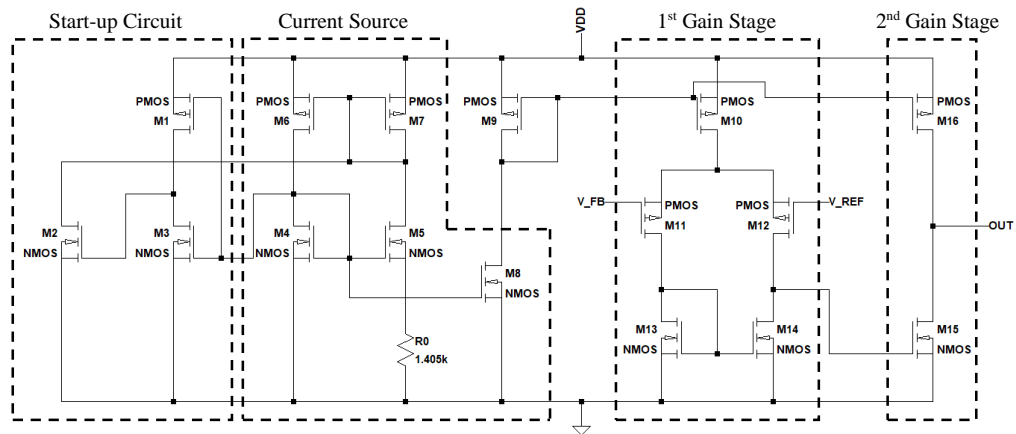 Start-up Circuit
Current Source
1st Gain Stage
2nd Gain Stage
VDD
PMOS
M1
PMOS
M6
PMOS
M7
PMOS
M9
PMOS
M10
PMOS
M16
M2
NMOS
M3
NMOS
M4
NMOS
M5
NMOS
M8
NMOS
V_FB
PMOS
M11
PMOS
M12
V_REF
OUT
M13
NMOS
M14
NMOS
M15
NMOS
R0
1.405k